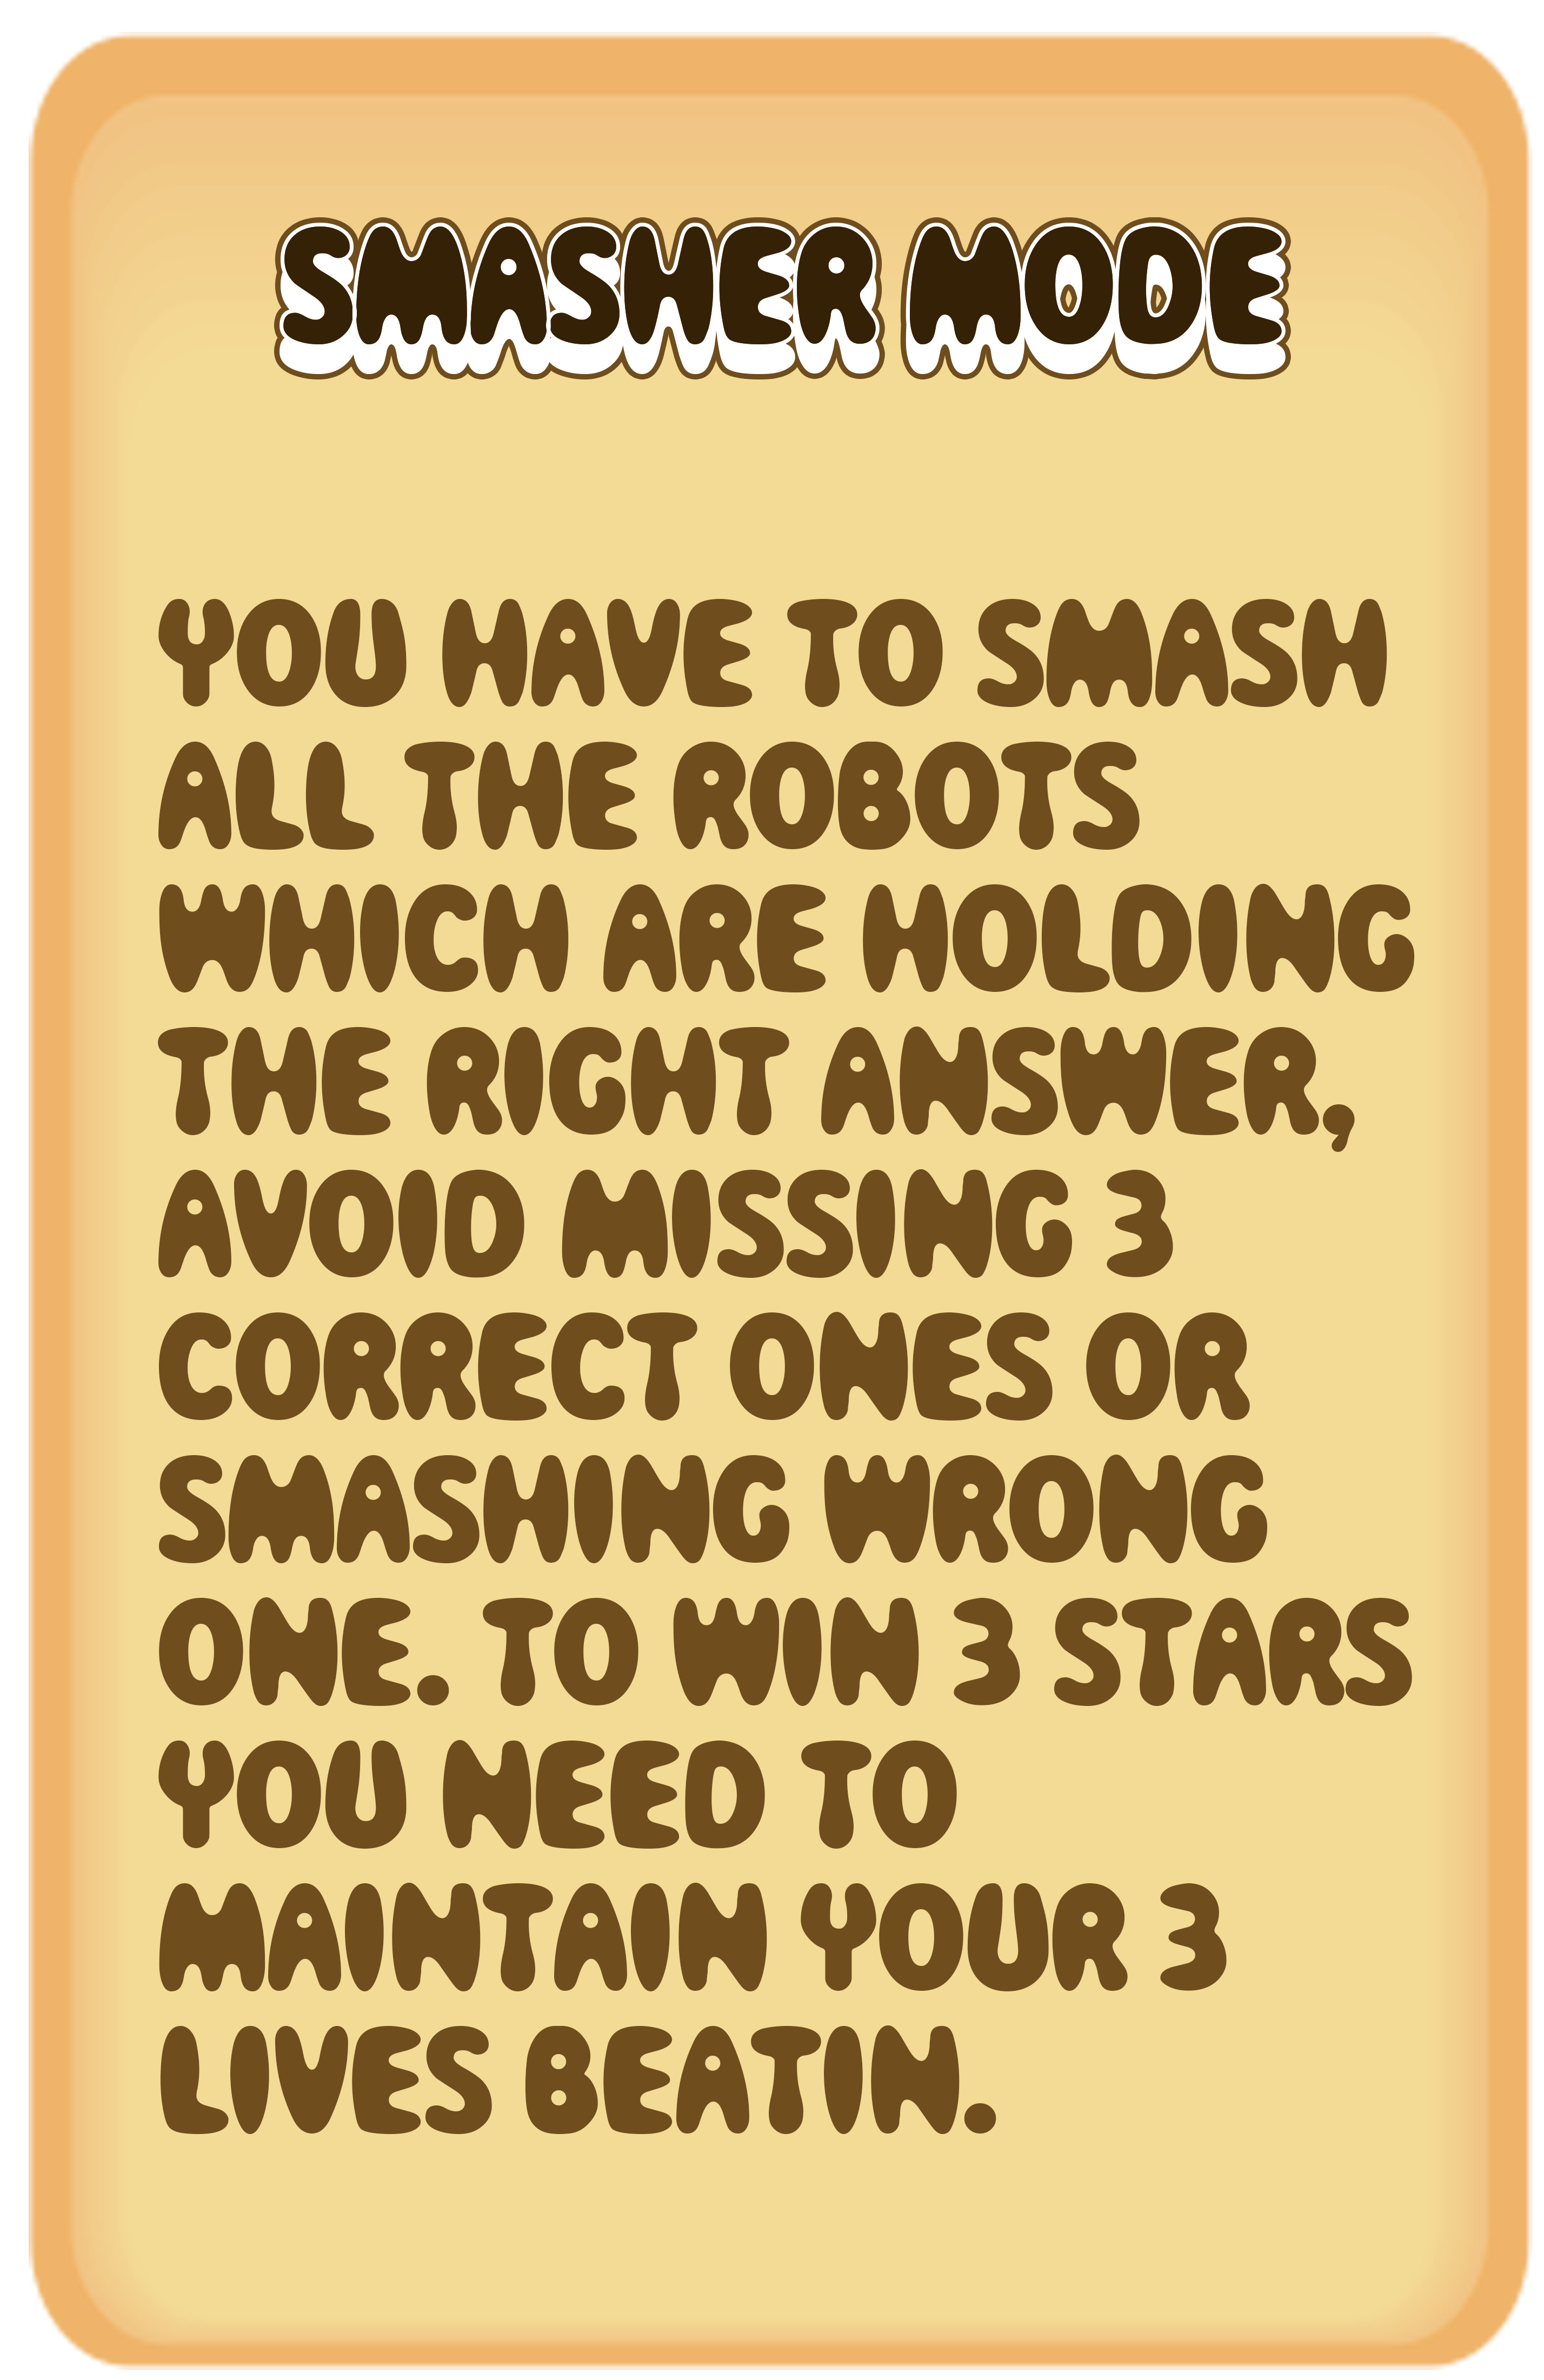 SMASHER MODE
YOU HAVE TO SMASH
ALL THE ROBOTS
WHICH ARE HOLDING
THE RIGHT ANSWER,
AVOID MISSING 3
CORRECT ONES OR
SMASHING WRONG
ONE. TO WIN 3 STARS
YOU NEED TO
MAINTAIN YOUR 3
LIVES BEATIN.